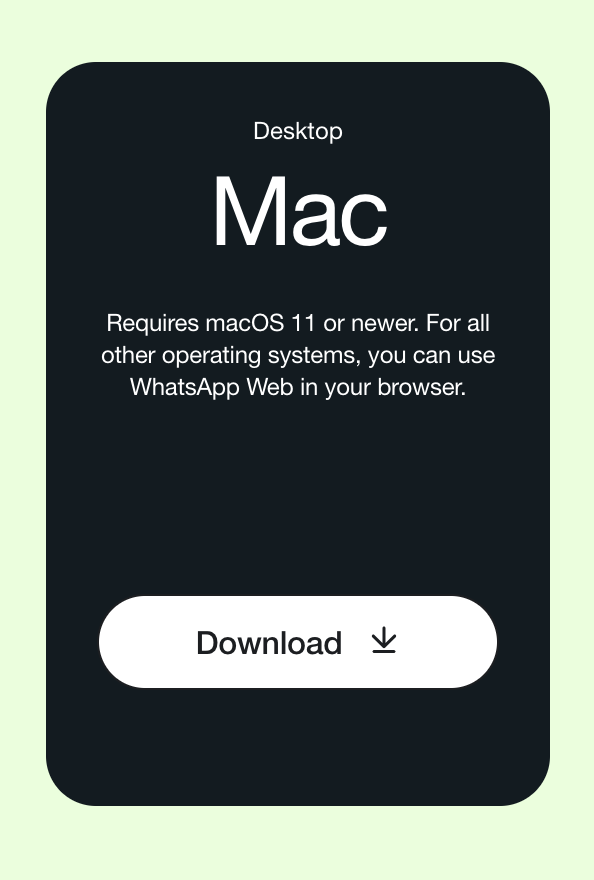 Desktop
Mac
Requires macOS 11 or newer. For all
other operating systems, you can use
WhatsApp Web in your browser.
Download